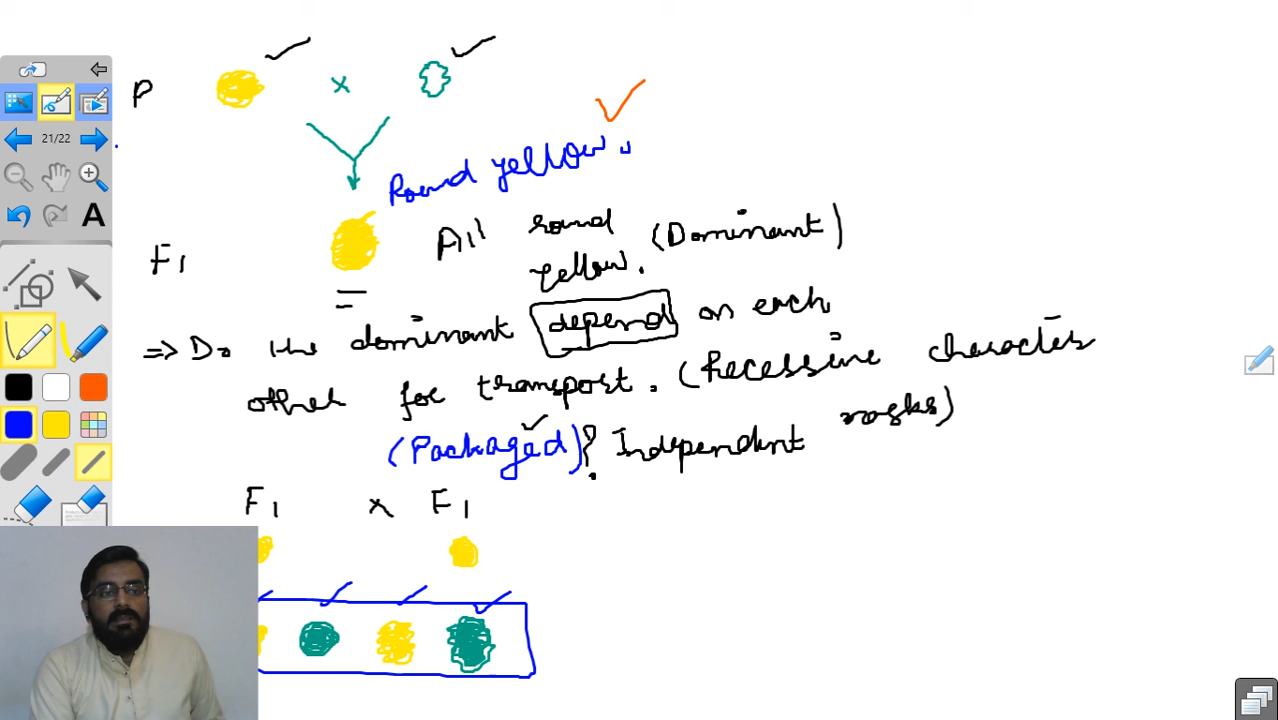 21/22
A
P × 
Round yellow.
F1 All round (Dominant)
yellow.
=
⇒ Do the dominant depend on each
other for transport. (Recessive character
masks)
(Packaged)? Independent
F1 × F1